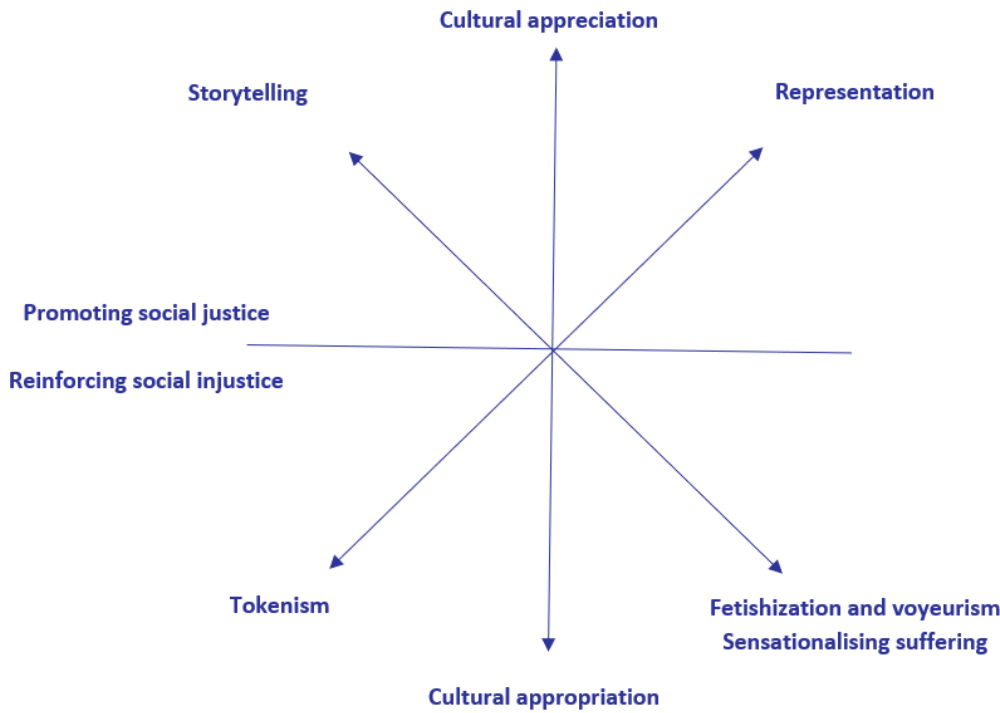 Cultural appreciation
Storytelling
Representation
Promoting social justice
Reinforcing social injustice
Tokenism
Fetishization and voyeurism
Sensationalising suffering
Cultural appropriation